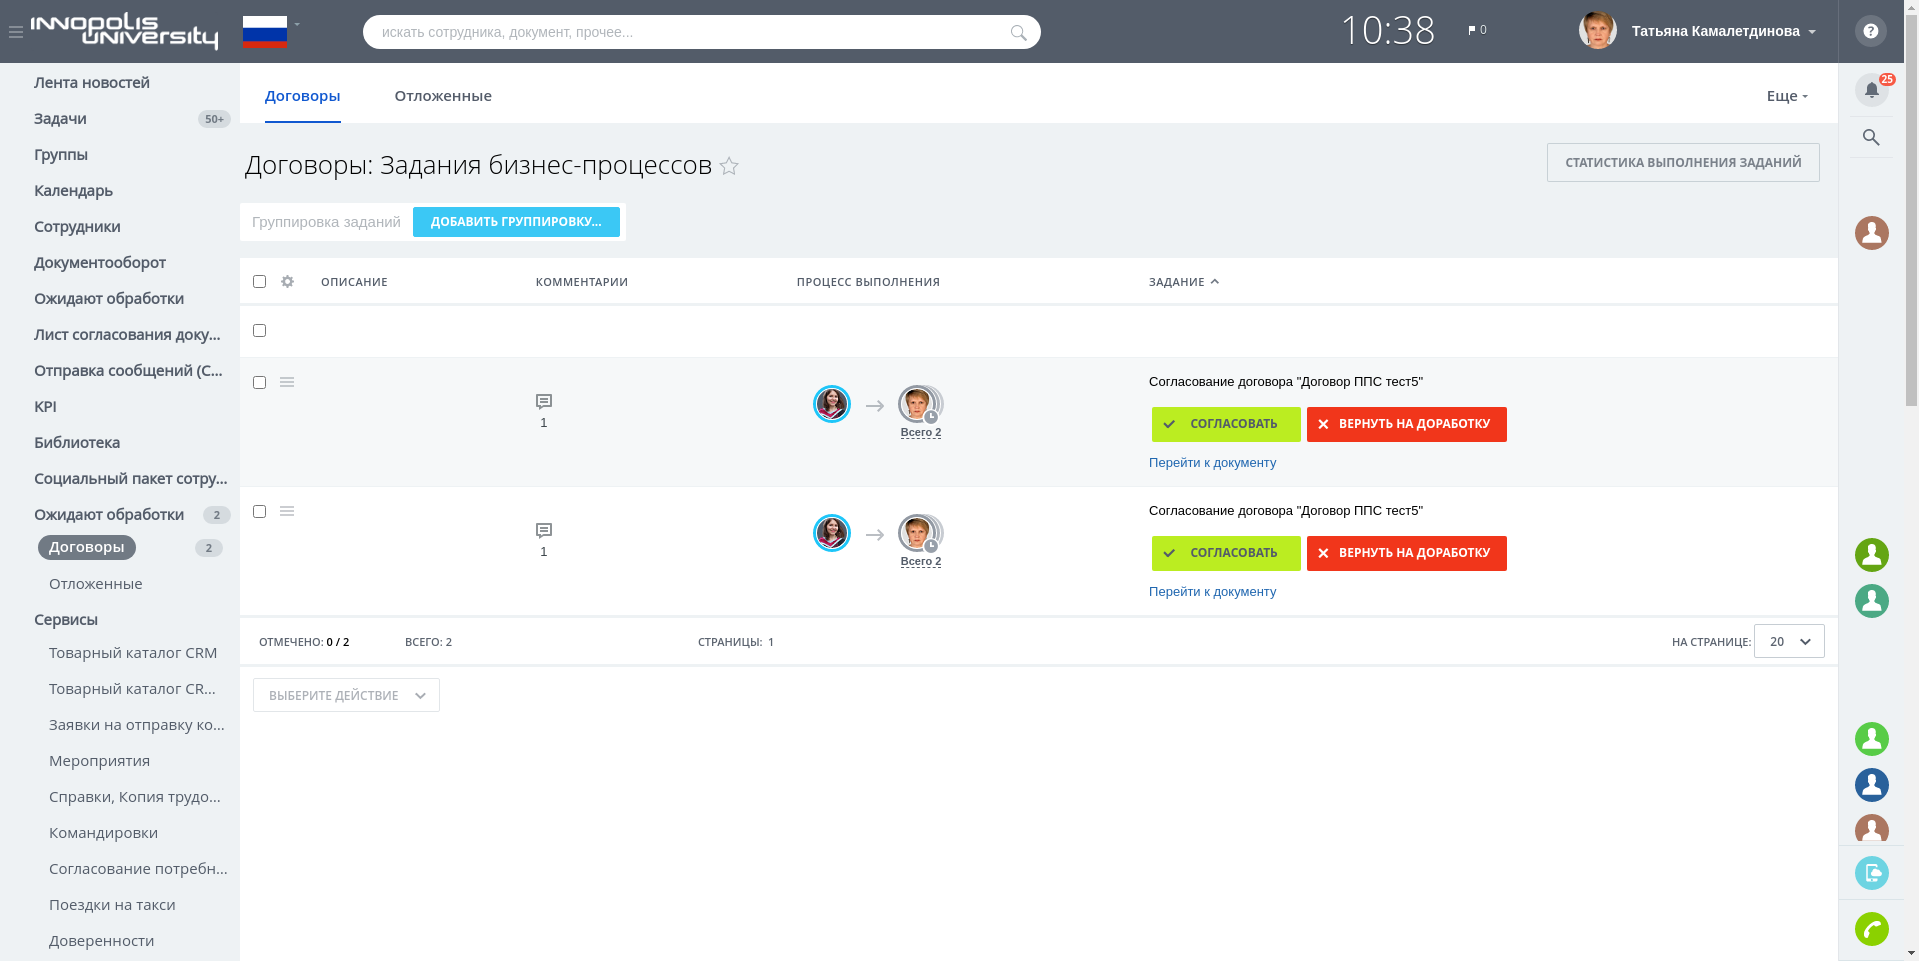 INNOPOLIS
UNIVERSITY
искать сотрудника, документ, прочее...
10:38
0
Татьяна Камалетдинова
?
25
Лента новостей
Задачи
50+
Группы
Календарь
Сотрудники
Документооборот
Ожидают обработки
Лист согласования доку...
Отправка сообщений (С...
KPI
Библиотека
Социальный пакет сотру...
Ожидают обработки
2
Договоры
2
Отложенные
Сервисы
Товарный каталог CRM
Товарный каталог CR...
Заявки на отправку ко...
Мероприятия
Справки, Копия трудо...
Командировки
Согласование потребн...
Поездки на такси
Доверенности
Договоры
Отложенные
Еще
Договоры: Задания бизнес-процессов
СТАТИСТИКА ВЫПОЛНЕНИЯ ЗАДАНИЙ
Группировка заданий
ДОБАВИТЬ ГРУППИРОВКУ...
ОПИСАНИЕ
КОММЕНТАРИИ
ПРОЦЕСС ВЫПОЛНЕНИЯ
ЗАДАНИЕ
1
Всего 2
Согласование договора "Договор ППС тест5"
СОГЛАСОВАТЬ
ВЕРНУТЬ НА ДОРАБОТКУ
Перейти к документу
1
Всего 2
Согласование договора "Договор ППС тест5"
СОГЛАСОВАТЬ
ВЕРНУТЬ НА ДОРАБОТКУ
Перейти к документу
ОТМЕЧЕНО: 0 / 2
ВСЕГО: 2
СТРАНИЦЫ: 1
НА СТРАНИЦЕ:
20
ВЫБЕРИТЕ ДЕЙСТВИЕ